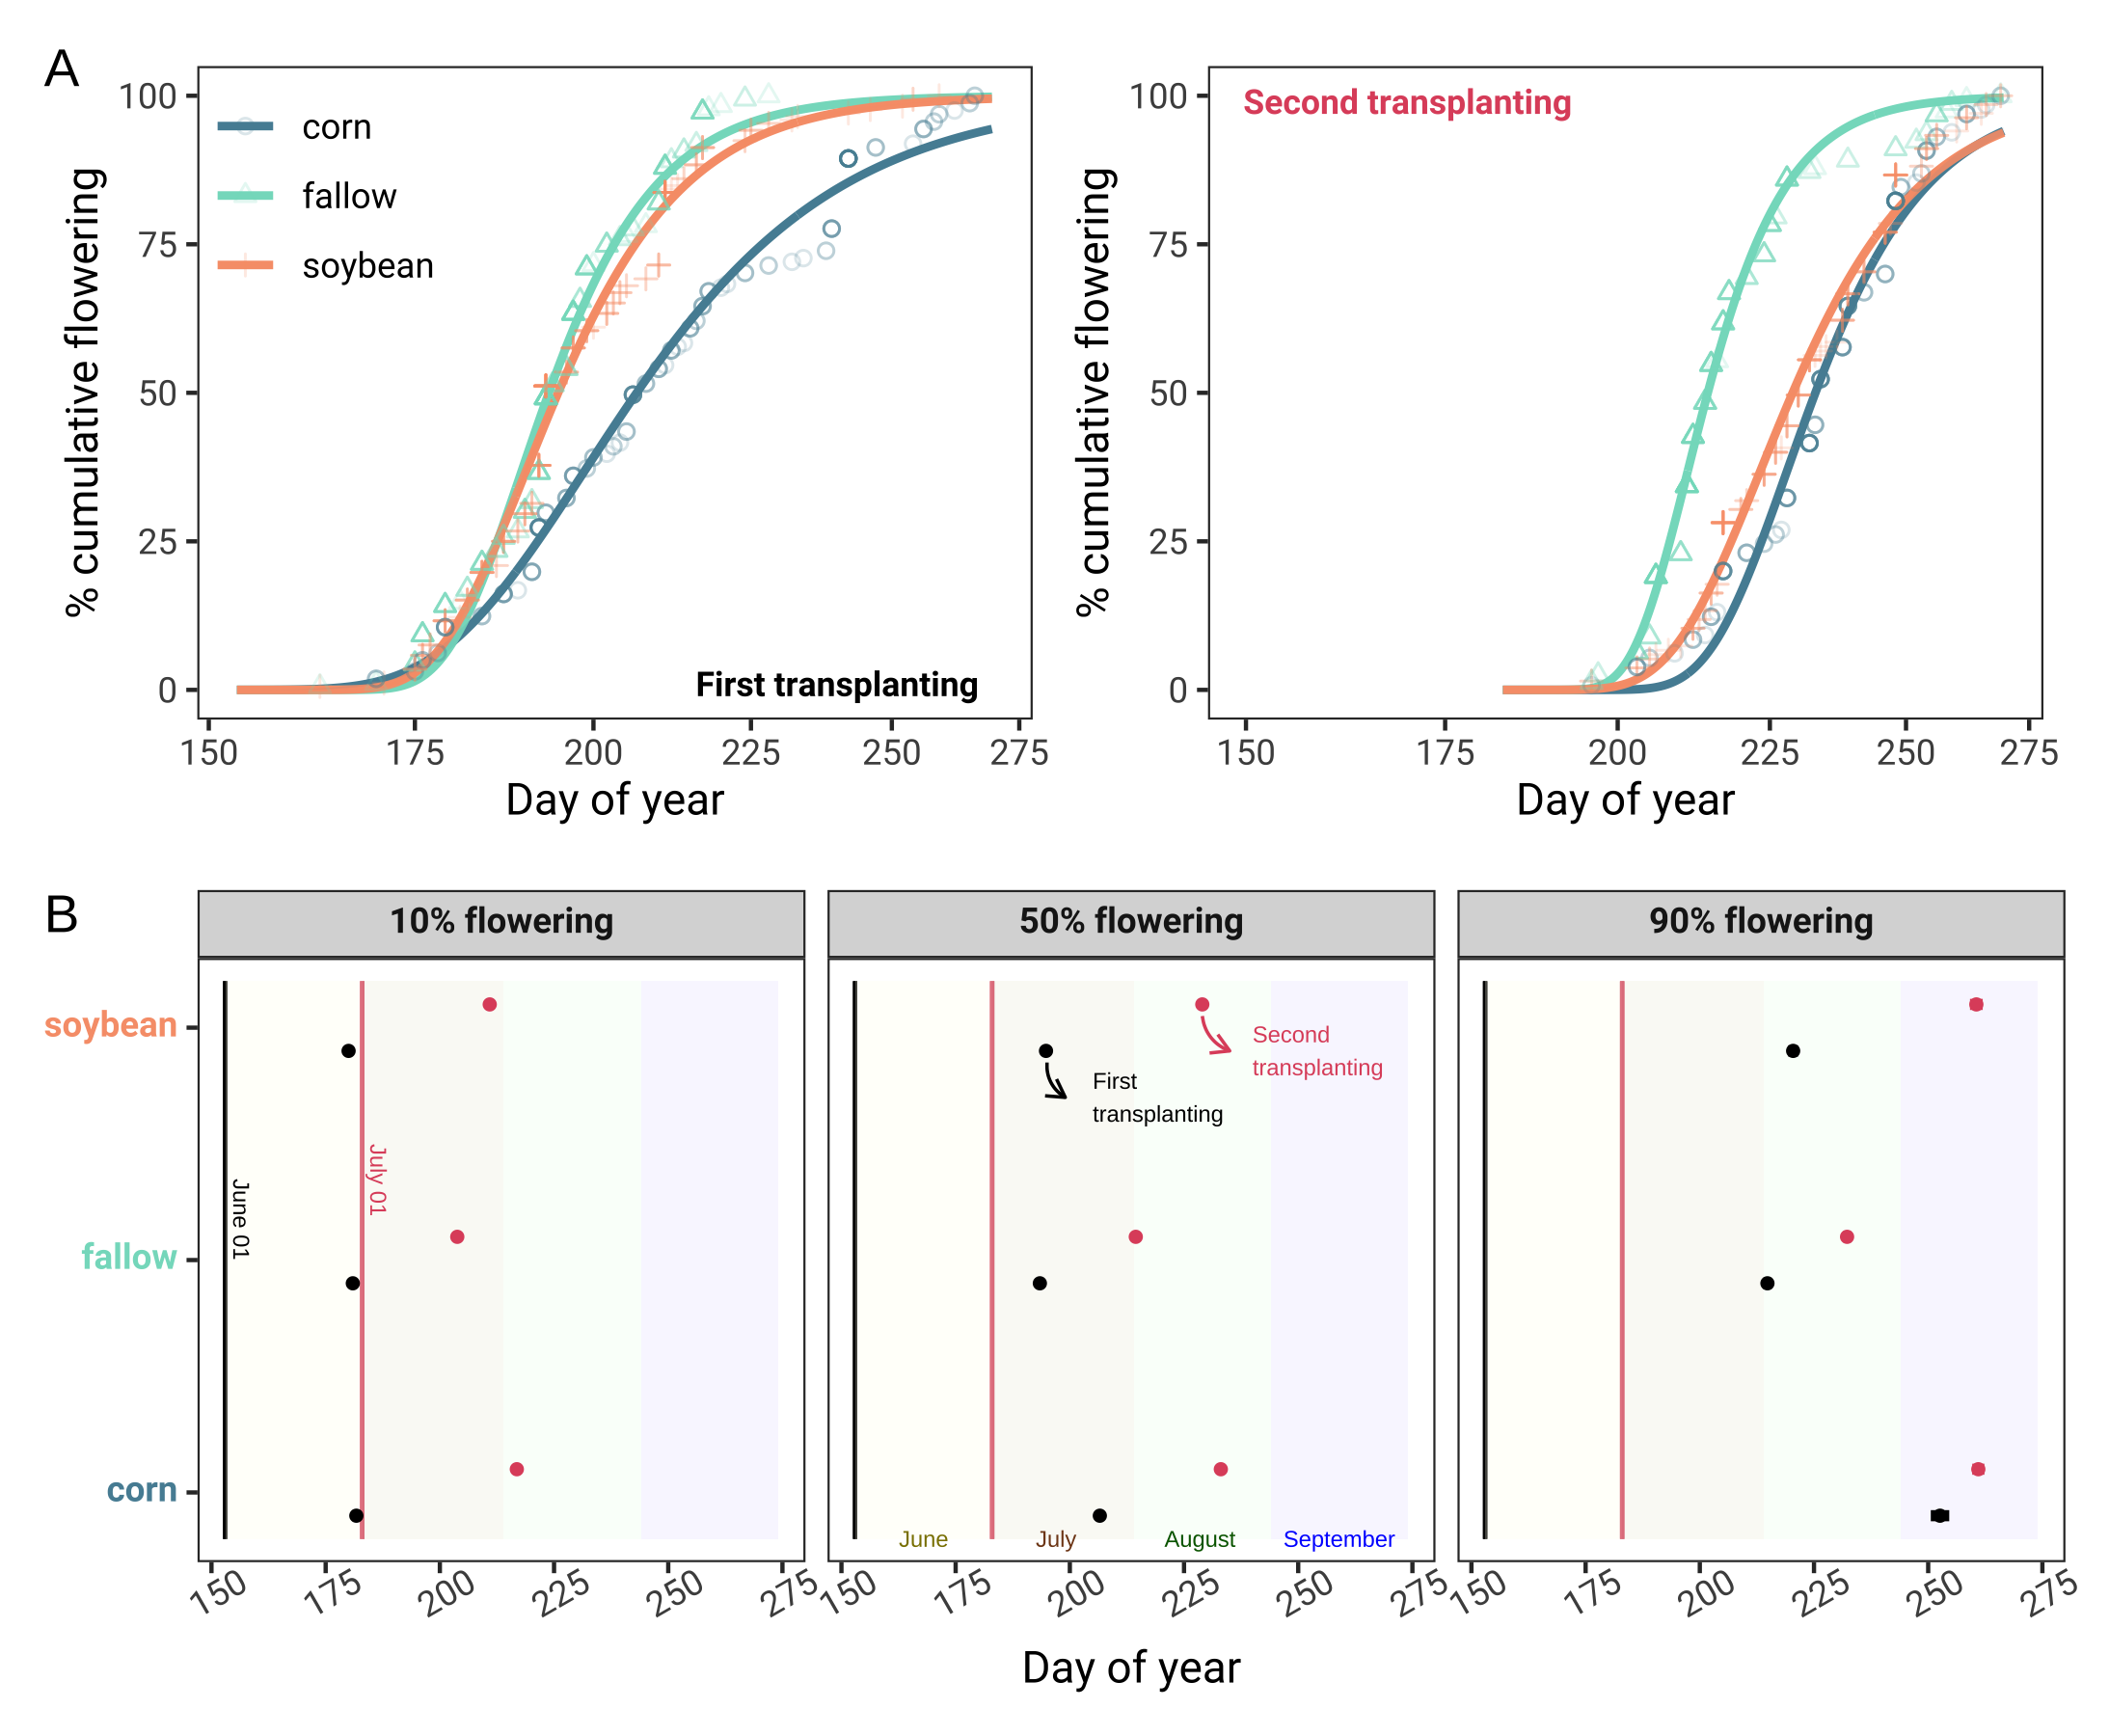 A
% cumulative flowering
100
75
50
25
0
corn
fallow
soybean
First transplanting
150 175 200 225 250 275
Day of year
% cumulative flowering
100
75
50
25
0
Second transplanting
150 175 200 225 250 275
Day of year
B
10% flowering
50% flowering
90% flowering
soybean
fallow
corn
June 01
July 01
Second
transplanting
First
transplanting
June
July
August
September
150 175 200 225 250 275
150 175 200 225 250 275
150 175 200 225 250 275
Day of year